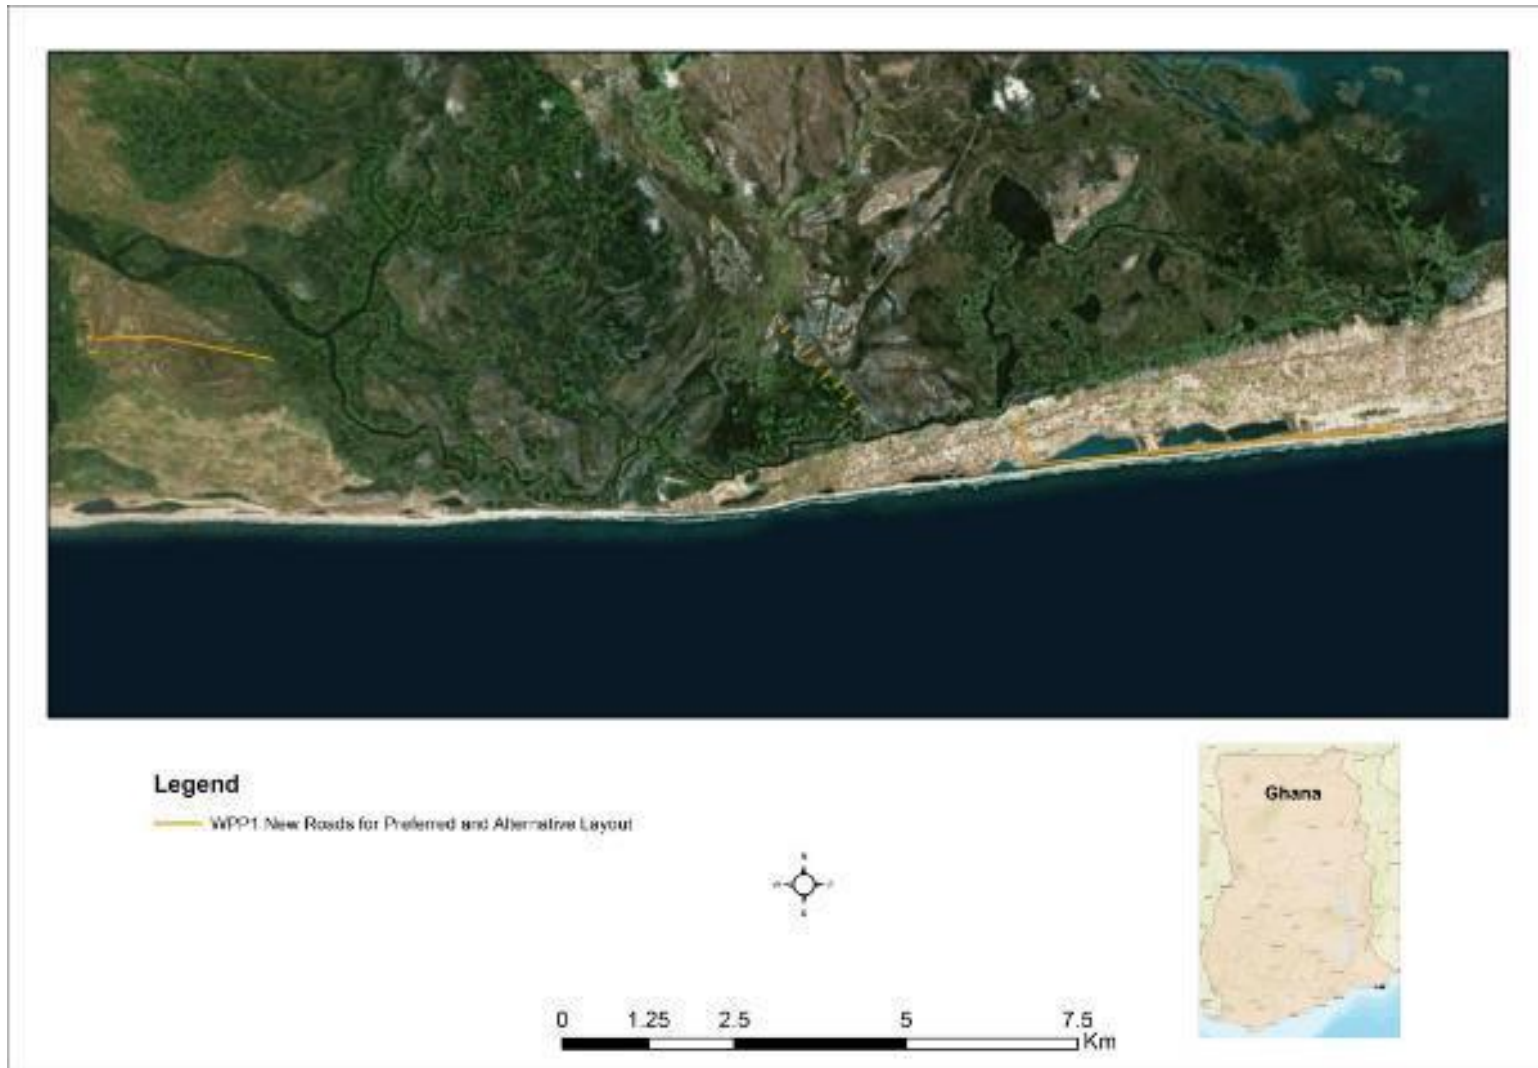 Legend
WPP1 New Roads for Preferred and Alternative Layout
Ghana
0 1.25 2.5 5 7.5
Km